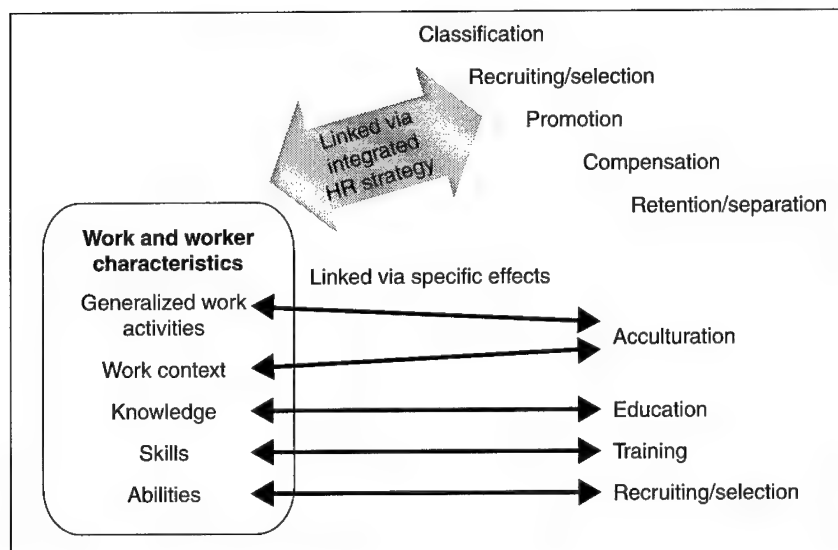 Classification
Recruiting/selection
Promotion
Compensation
Retention/separation
Linked via
integrated
HR strategy
Work and worker
characteristics
Linked via specific effects
Generalized work
activities
Acculturation
Work context
Knowledge
Education
Skills
Training
Abilities
Recruiting/selection